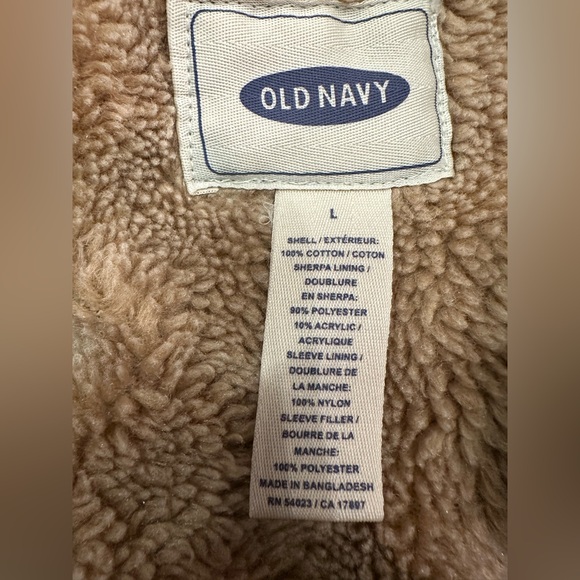 OLD NAVY
L
SHELL / EXTÉRIEUR:
100% COTTON / COTON
SHERPA LINING /
DOUBLURE
EN SHERPA:
90% POLYESTER
10% ACRYLIC /
ACRYLIQUE
SLEEVE LINING /
DOUBLURE DE
LA MANCHE:
100% NYLON
SLEEVE FILLER /
BOURRE DE LA
MANCHE:
100% POLYESTER
MADE IN BANGLADESH
RN 54023 / CA 17897